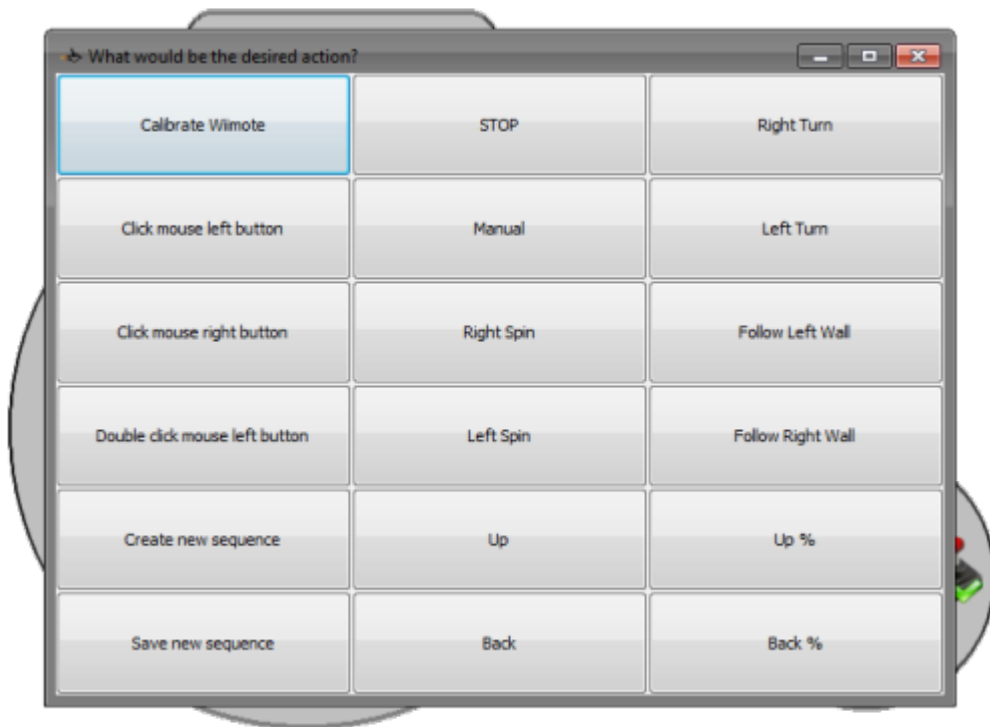 What would be the desired action?
Calibrate Wiimote
STOP
Right Turn
Click mouse left button
Manual
Left Turn
Click mouse right button
Right Spin
Follow Left Wall
Double click mouse left button
Left Spin
Follow Right Wall
Create new sequence
Up
Up %
Save new sequence
Back
Back %